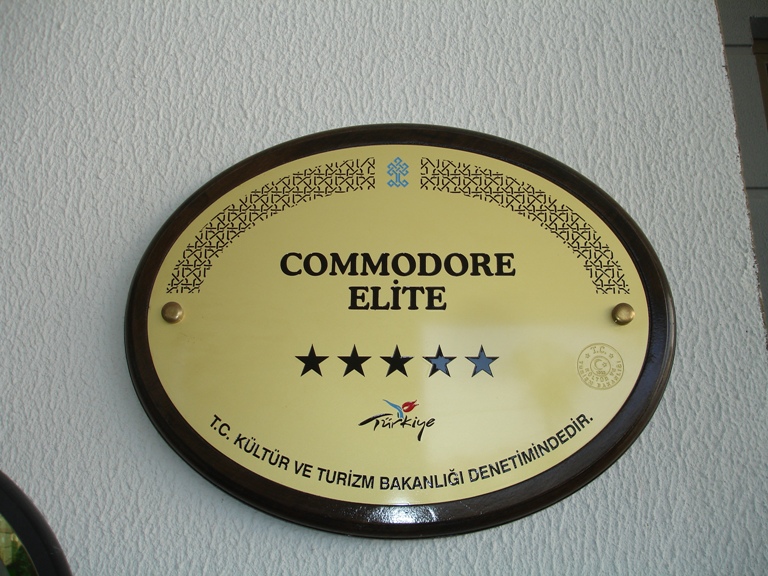 COMMODORE
ELİTE
Türkiye
T.C. KÜLTÜR VE TURİZM BAKANLIĞI DENETİMİNDEDİR.
T.C.